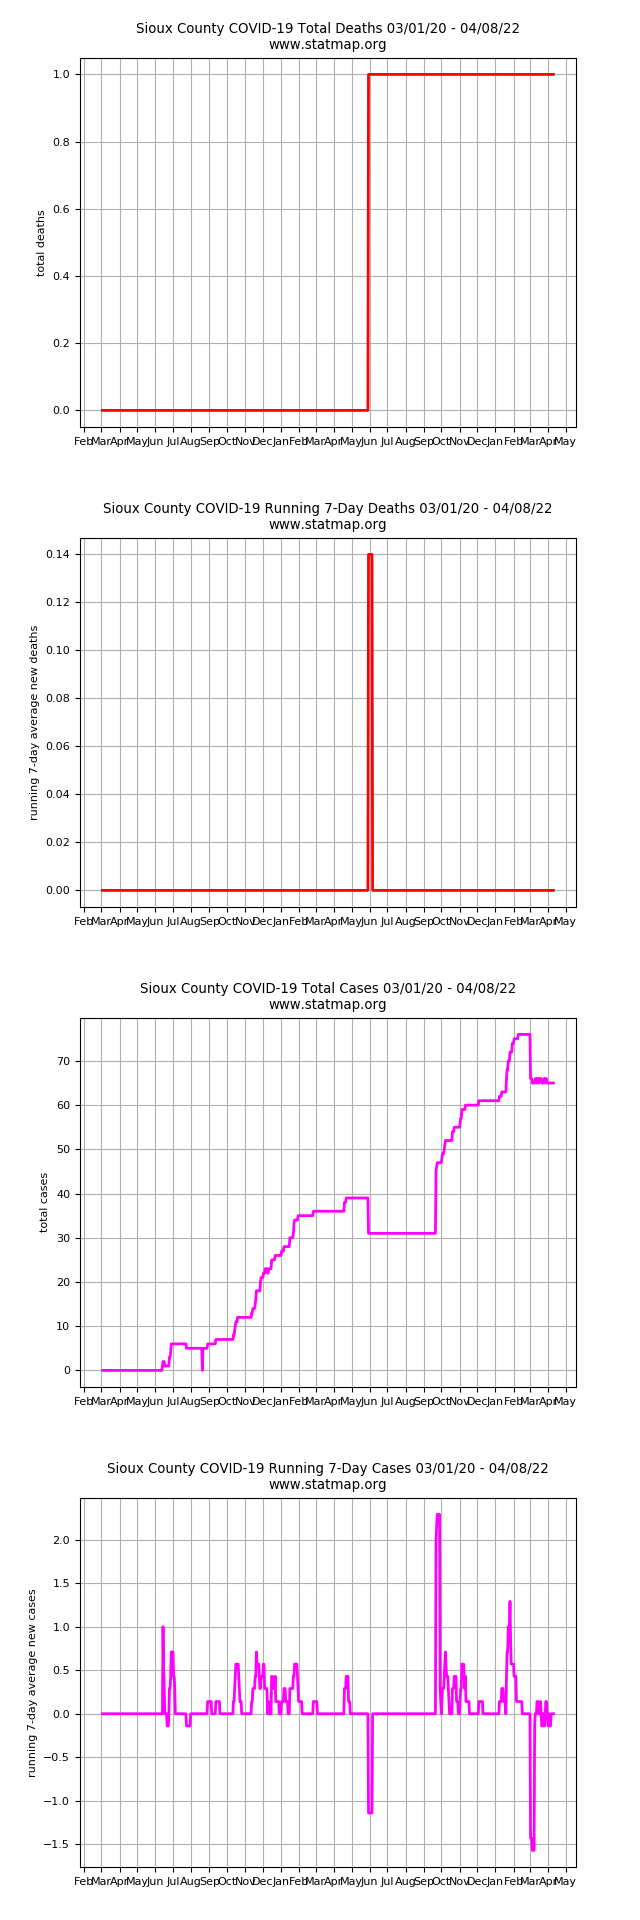 Sioux County COVID-19 Total Deaths 03/01/20 - 04/08/22
www.statmap.org
1.0
0.8
0.6
0.4
0.2
0.0
total deaths
Feb Mar Apr May Jun Jul Aug Sep Oct Nov Dec Jan Feb Mar Apr May Jun Jul Aug Sep Oct Nov Dec Jan Feb Mar Apr May
Sioux County COVID-19 Running 7-Day Deaths 03/01/20 - 04/08/22
www.statmap.org
0.14
0.12
0.10
0.08
0.06
0.04
0.02
0.00
running 7-day average new deaths
Feb Mar Apr May Jun Jul Aug Sep Oct Nov Dec Jan Feb Mar Apr May Jun Jul Aug Sep Oct Nov Dec Jan Feb Mar Apr May
Sioux County COVID-19 Total Cases 03/01/20 - 04/08/22
www.statmap.org
70
60
50
40
30
20
10
0
total cases
Feb Mar Apr May Jun Jul Aug Sep Oct Nov Dec Jan Feb Mar Apr May Jun Jul Aug Sep Oct Nov Dec Jan Feb Mar Apr May
Sioux County COVID-19 Running 7-Day Cases 03/01/20 - 04/08/22
www.statmap.org
2.0
1.5
1.0
0.5
0.0
−0.5
−1.0
−1.5
running 7-day average new cases
Feb Mar Apr May Jun Jul Aug Sep Oct Nov Dec Jan Feb Mar Apr May Jun Jul Aug Sep Oct Nov Dec Jan Feb Mar Apr May